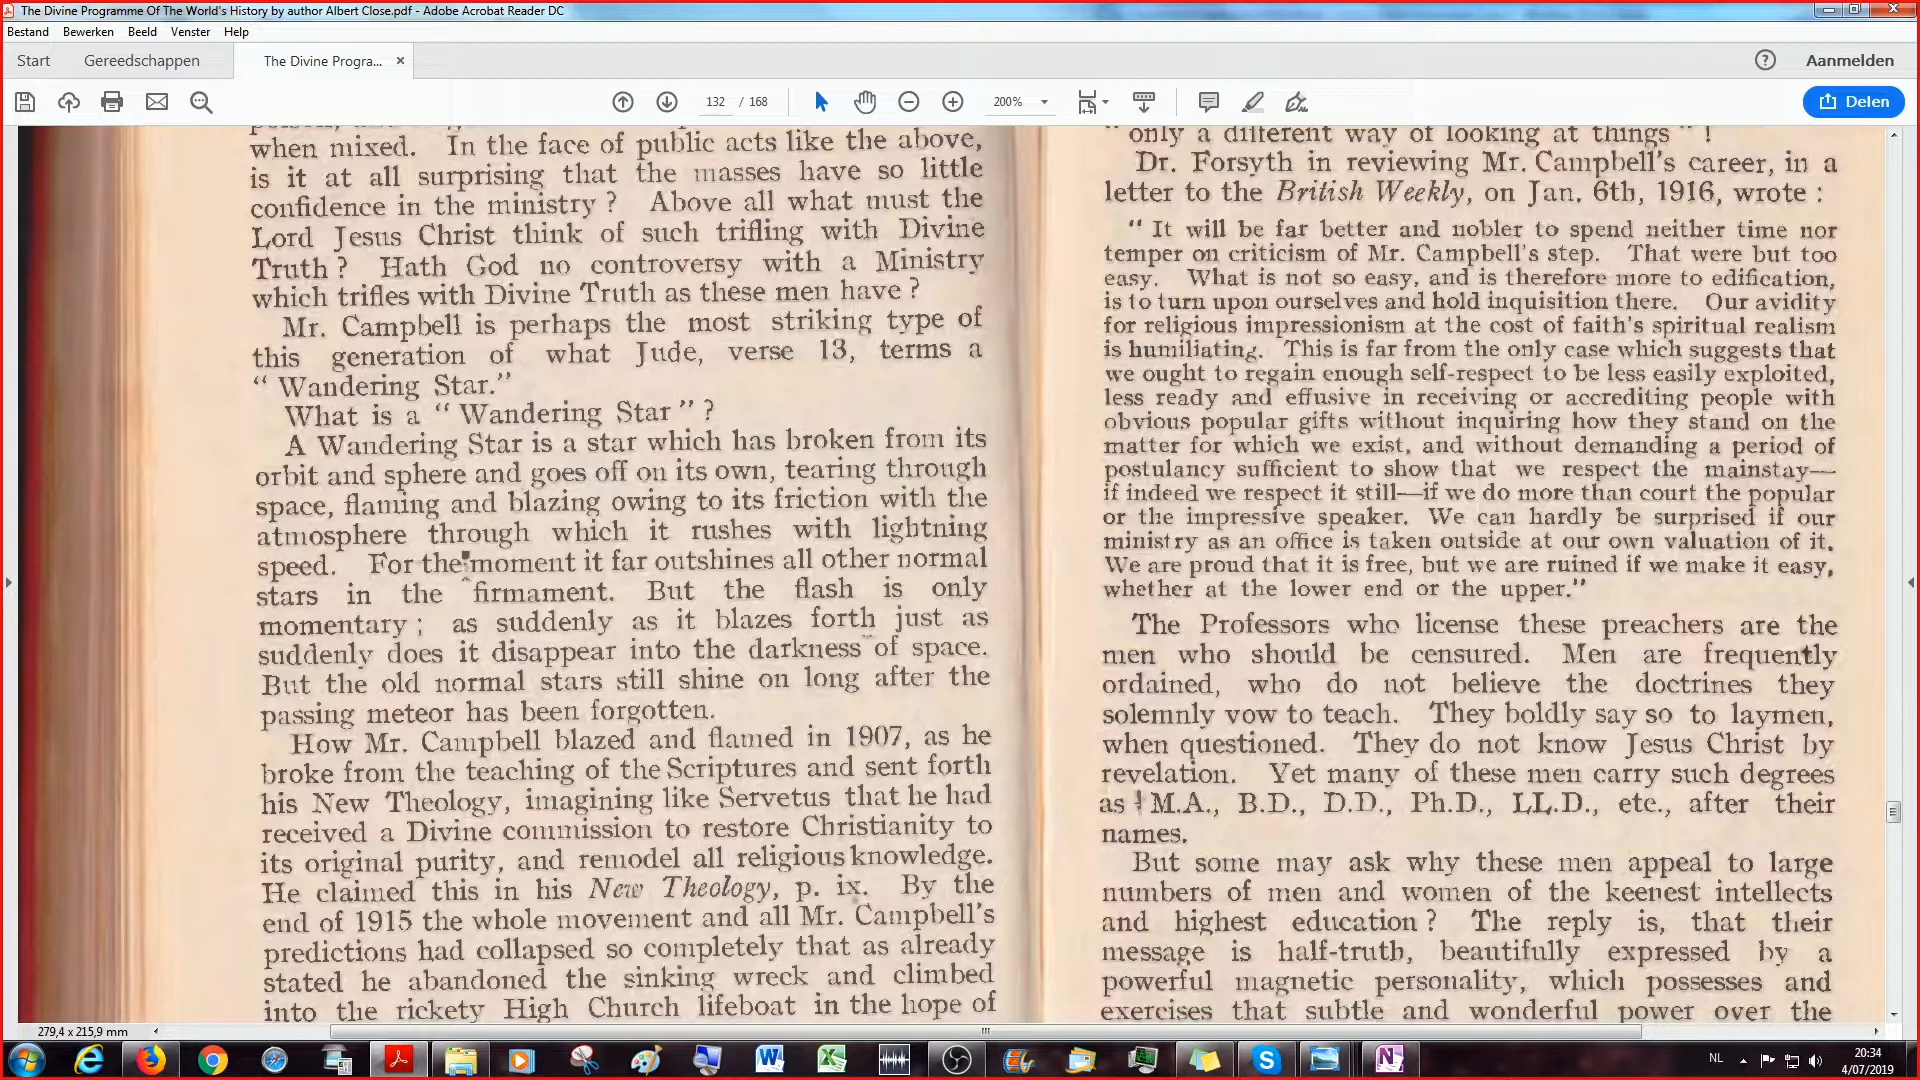 The Divine Programme Of The World's History by author Albert Close.pdf - Adobe Acrobat Reader DC
Bestand Bewerken Beeld Venster Help
Start Gereedschappen The Divine Progra... × Aanmelden
132 / 168 200% Delen
when mixed. In the face of public acts like the above,
is it at all surprising that the masses have so little
confidence in the ministry ? Above all what must the
Lord Jesus Christ think of such trifling with Divine
Truth ? Hath God no controversy with a Ministry
which trifles with Divine Truth as these men have ?
Mr. Campbell is perhaps the most striking type of
this generation of what Jude, verse 13, terms a
“ Wandering Star.”
What is a “ Wandering Star ” ?
A Wandering Star is a star which has broken from its
orbit and sphere and goes off on its own, tearing through
space, flaming and blazing owing to its friction with the
atmosphere through which it rushes with lightning
speed. For the moment it far outshines all other normal
stars in the firmament. But the flash is only
momentary ; as suddenly as it blazes forth just as
suddenly does it disappear into the darkness of space.
But the old normal stars still shine on long after the
passing meteor has been forgotten.
How Mr. Campbell blazed and flamed in 1907, as he
broke from the teaching of the Scriptures and sent forth
his New Theology, imagining like Servetus that he had
received a Divine commission to restore Christianity to
its original purity, and remodel all religious knowledge.
He claimed this in his New Theology, p. ix. By the
end of 1915 the whole movement and all Mr. Campbell's
predictions had collapsed so completely that as already
stated he abandoned the sinking wreck and climbed
into the rickety High Church lifeboat in the hope of
“ only a different way of looking at things ” !
Dr. Forsyth in reviewing Mr. Campbell's career, in a
letter to the British Weekly, on Jan. 6th, 1916, wrote :
“ It will be far better and nobler to spend neither time nor
temper on criticism of Mr. Campbell's step. That were but too
easy. What is not so easy, and is therefore more to edification,
is to turn upon ourselves and hold inquisition there. Our avidity
for religious impressionism at the cost of faith's spiritual realism
is humiliating. This is far from the only case which suggests that
we ought to regain enough self-respect to be less easily exploited,
less ready and effusive in receiving or accrediting people with
obvious popular gifts without inquiring how they stand on the
matter for which we exist, and without demanding a period of
postulancy sufficient to show that we respect the mainstay—
if indeed we respect it still—if we do more than court the popular
or the impressive speaker. We can hardly be surprised if our
ministry as an office is taken outside at our own valuation of it.
We are proud that it is free, but we are ruined if we make it easy,
whether at the lower end or the upper.”
The Professors who license these preachers are the
men who should be censured. Men are frequently
ordained, who do not believe the doctrines they
solemnly vow to teach. They boldly say so to laymen,
when questioned. They do not know Jesus Christ by
revelation. Yet many of these men carry such degrees
as M.A., B.D., D.D., Ph.D., LL.D., etc., after their
names.
But some may ask why these men appeal to large
numbers of men and women of the keenest intellects
and highest education ? The reply is, that their
message is half-truth, beautifully expressed by a
powerful magnetic personality, which possesses and
exercises that subtle and wonderful power over the
279,4 x 215,9 mm
NL
20:34
4/07/2019